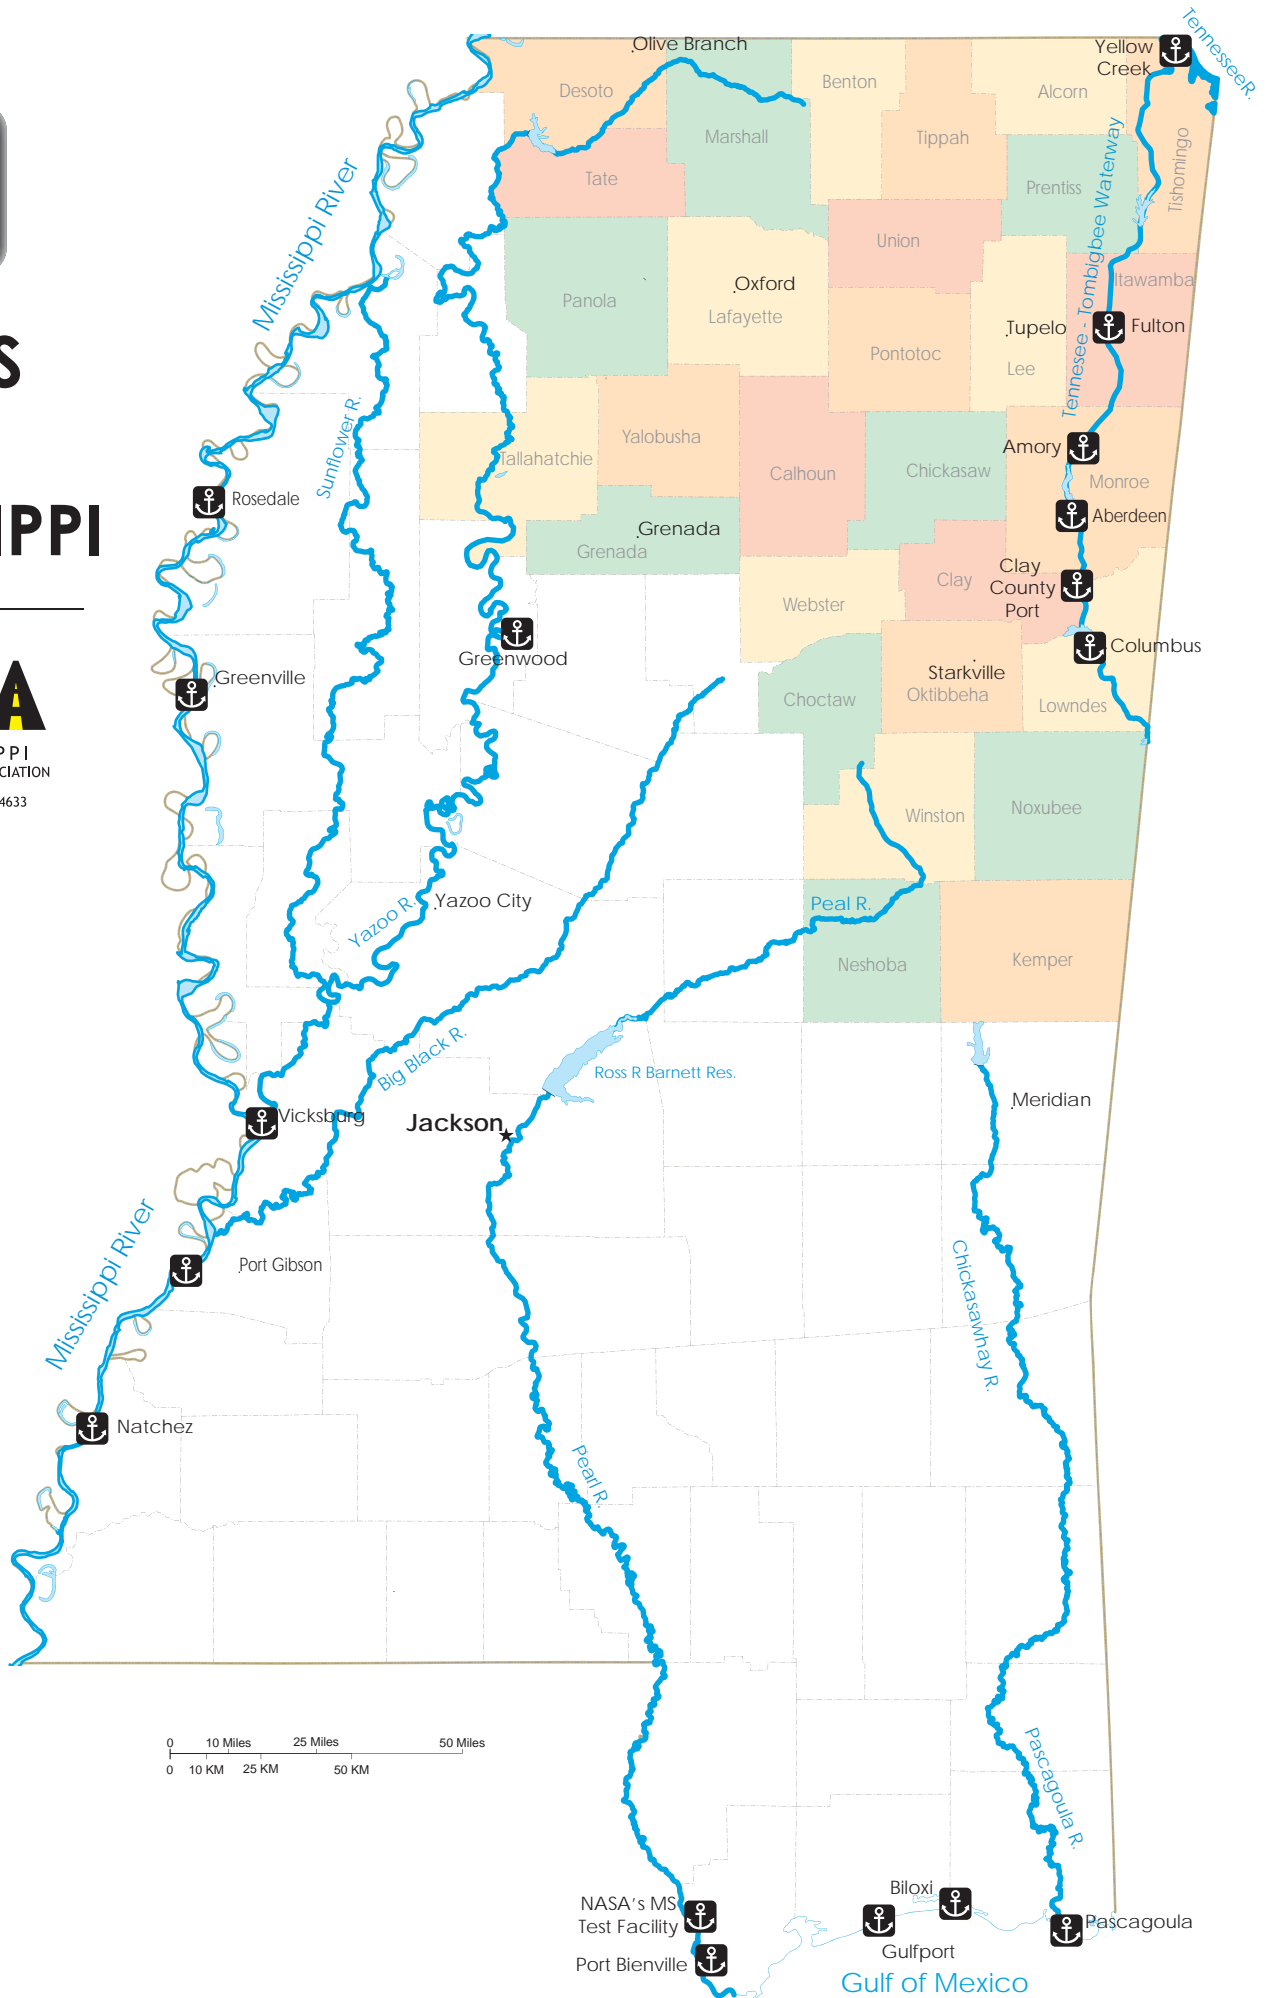 Tennessee R.
Yellow
Creek
.Olive Branch
Desoto
Benton
Alcorn
Marshall
Tippah
Tishomingo
Mississippi River
Tate
Prentiss
Tennesee - Tombigbee Waterway
Union
Itawamba
Panola
.Oxford
Lafayette
.Tupelo
Fulton
Pontotoc
Lee
S
Sunflower R.
Yalobusha
Amory
Tallahatchie
Calhoun
Chickasaw
Monroe
Rosedale
IPPI
.Grenada
Grenada
Aberdeen
Clay
Clay
County
Port
Webster
Greenwood
Columbus
Greenville
Starkville
Oktibbeha
Choctaw
Lowndes
A
PPI
CIATION
4633
Winston
Noxubee
Yazoo R.
.Yazoo City
Peal R.
Neshoba
Kemper
Big Black R.
Ross R Barnett Res.
.Meridian
Vicksburg
Jackson
Mississippi River
.Port Gibson
Chickasawhay R.
Natchez
Pearl R.
0 10 Miles 25 Miles 50 Miles
0 10 KM 25 KM 50 KM
Pascagoula R.
NASA's MS
Test Facility
Biloxi
Pascagoula
Gulfport
Port Bienville
Gulf of Mexico